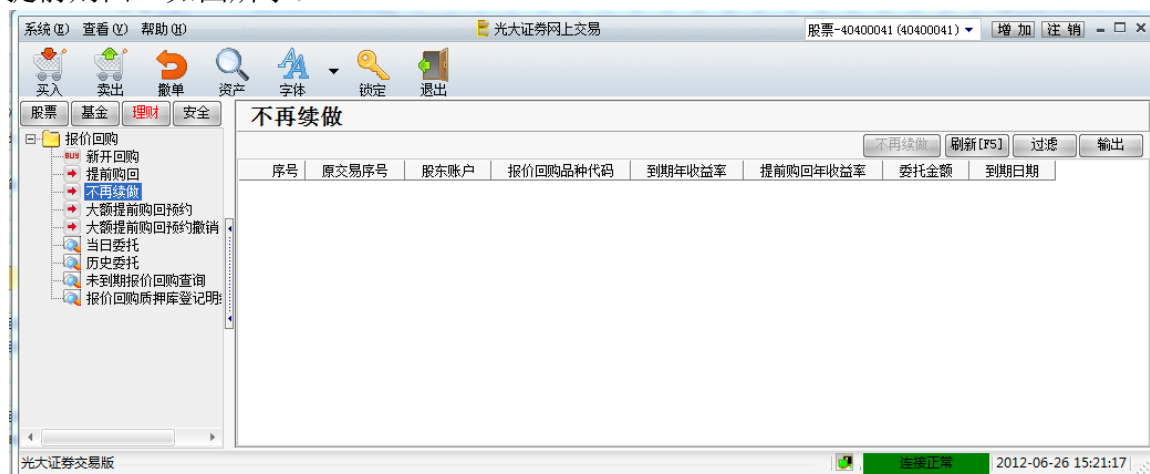 系统(E) 查看(V) 帮助(H) 光大证券网上交易 股票-40400041 (40400041) 增 加 注 销
买入 卖出 撤单 资产 字体 锁定 退出
股票 基金 理财 安全 不再续做
报价回购
不再续做 刷新[F5] 过滤 输出
BUY 新开回购
序号 原交易序号 股东账户 报价回购品种代码 到期年收益率 提前购回年收益率 委托金额 到期日期
提前购回
不再续做
大额提前购回预约
大额提前购回预约撤销
当日委托
历史委托
未到期报价回购查询
报价回购质押库登记明
光大证券交易版 连接正常 2012-06-26 15:21:17